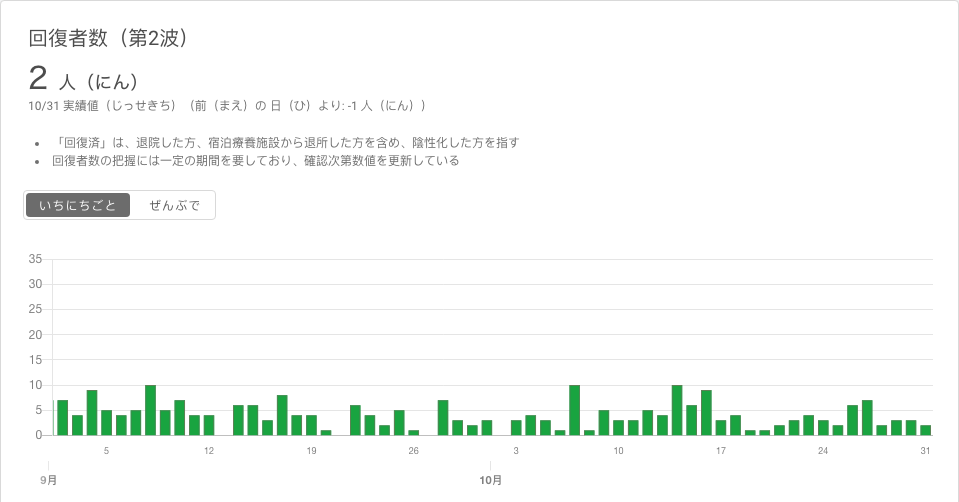 回復者数（第2波）
2 人（にん）
10/31 実績値（じっせきち）（前（まえ）の 日（ひ）より: -1 人（にん））
• 「回復済」は、退院した方、宿泊療養施設から退所した方を含め、陰性化した方を指す
• 回復者数の把握には一定の期間を要しており、確認次第数値を更新している
いちにちごと ぜんぶで
35
30
25
20
15
10
5
0
5 12 19 26 3 10 17 24 31
9月 10月